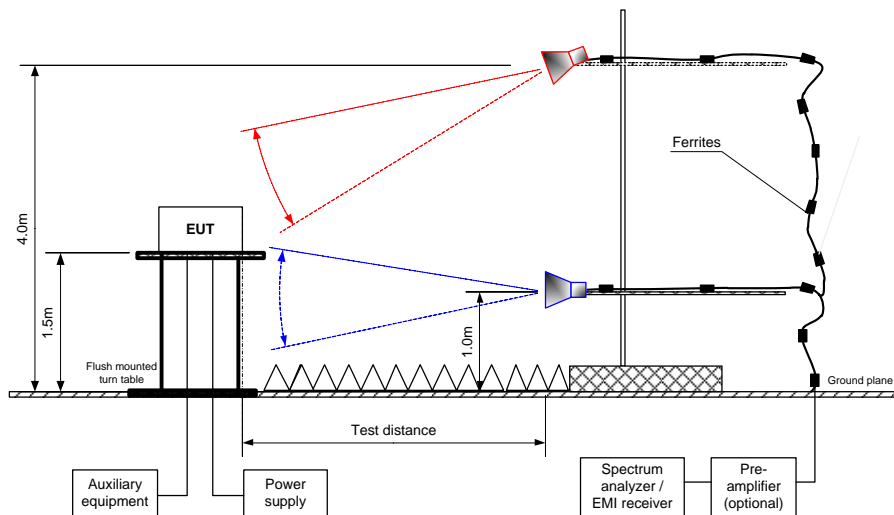 Ferrites
4.0m
EUT
1.5m
1.0m
Flush mounted
turn table
Ground plane
Test distance
Auxiliary
equipment
Power
supply
Spectrum
analyzer /
EMI receiver
Pre-
amplifier
(optional)